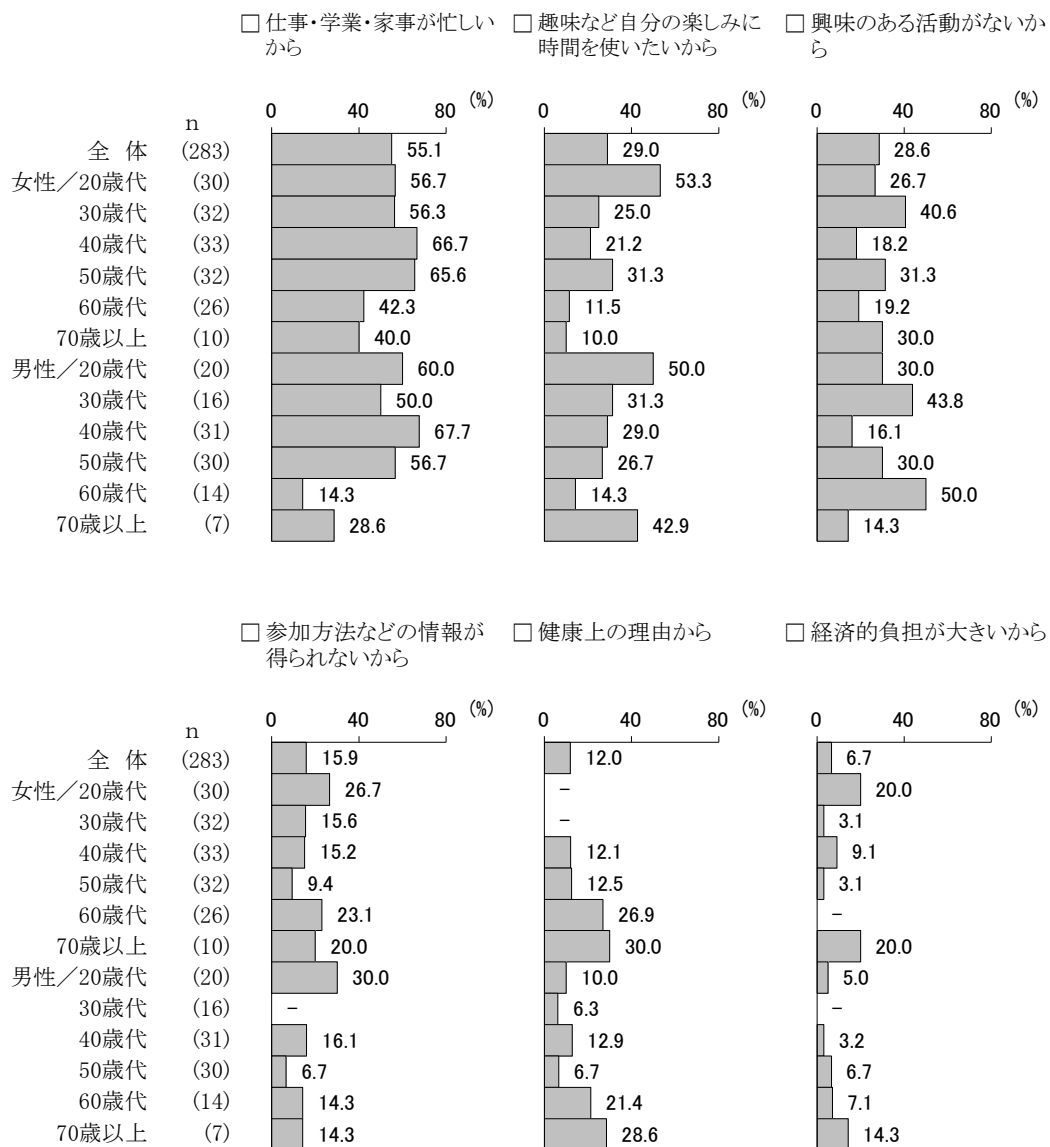 □ 仕事・学業・家事が忙しい
から
□ 趣味など自分の楽しみに
時間を使いたいから
□ 興味のある活動がないか
ら
0 40 80 (%) 0 40 80 (%) 0 40 80 (%)
n
全 体 (283) 55.1 29.0 28.6
女性／20歳代 (30) 56.7 53.3 26.7
30歳代 (32) 56.3 25.0 40.6
40歳代 (33) 66.7 21.2 18.2
50歳代 (32) 65.6 31.3 31.3
60歳代 (26) 42.3 11.5 19.2
70歳以上 (10) 40.0 10.0 30.0
男性／20歳代 (20) 60.0 50.0 30.0
30歳代 (16) 50.0 31.3 43.8
40歳代 (31) 67.7 29.0 16.1
50歳代 (30) 56.7 26.7 30.0
60歳代 (14) 14.3 14.3 50.0
70歳以上 (7) 28.6 42.9 14.3
□ 参加方法などの情報が
得られないから
□ 健康上の理由から
□ 経済的負担が大きいから
0 40 80 (%) 0 40 80 (%) 0 40 80 (%)
n
全 体 (283) 15.9 12.0 6.7
女性／20歳代 (30) 26.7 － 20.0
30歳代 (32) 15.6 － 3.1
40歳代 (33) 15.2 12.1 9.1
50歳代 (32) 9.4 12.5 3.1
60歳代 (26) 23.1 26.9 －
70歳以上 (10) 20.0 30.0 20.0
男性／20歳代 (20) 30.0 10.0 5.0
30歳代 (16) － 6.3 －
40歳代 (31) 16.1 12.9 3.2
50歳代 (30) 6.7 6.7 6.7
60歳代 (14) 14.3 21.4 7.1
70歳以上 (7) 14.3 28.6 14.3